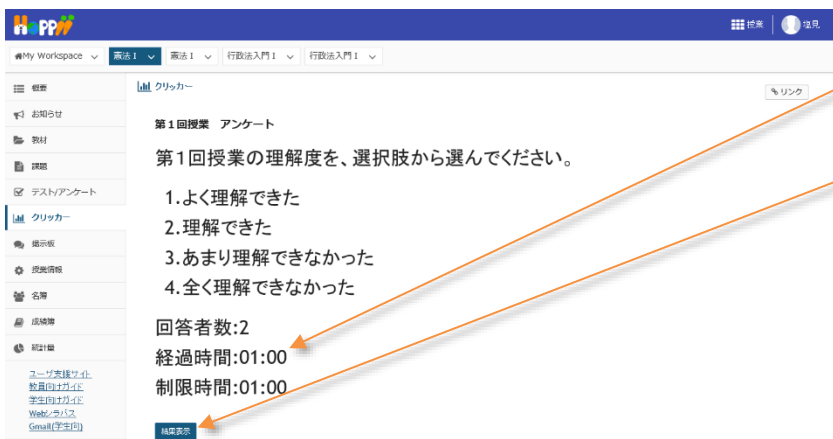 HoPPii
授業
塩見
My Workspace
憲法 I
憲法 I
行政法入門 I
行政法入門 I
概要
クリッカー
リンク
お知らせ
教材
課題
テスト/アンケート
クリッカー
掲示板
授業情報
名簿
成績簿
統計量
ユーザ支援サイト
教員向けガイド
学生向けガイド
Webシラバス
Gmail(学生向)
第1回授業 アンケート
第1回授業の理解度を、選択肢から選んでください。
1.よく理解できた
2.理解できた
3.あまり理解できなかった
4.全く理解できなかった
回答者数:2
経過時間:01:00
制限時間:01:00
結果表示